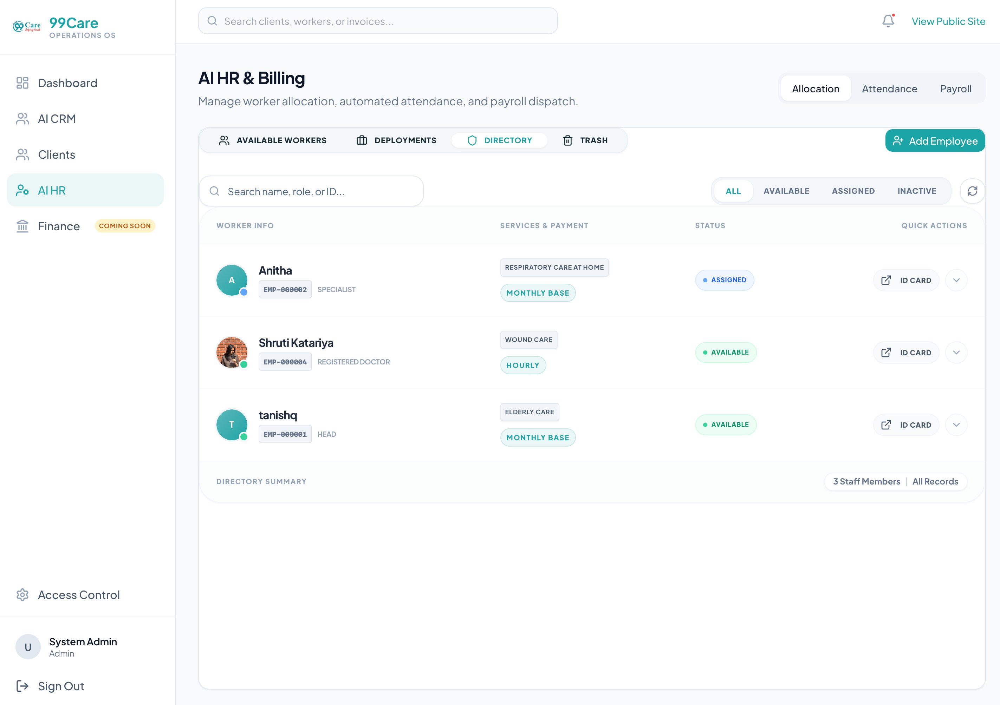 99 Care
Helping hands
99Care
OPERATIONS OS
Search clients, workers, or invoices...
View Public Site
Dashboard
AI CRM
Clients
AI HR
Finance COMING SOON
Access Control
U
System Admin
Admin
Sign Out
AI HR & Billing
Manage worker allocation, automated attendance, and payroll dispatch.
Allocation Attendance Payroll
AVAILABLE WORKERS DEPLOYMENTS DIRECTORY TRASH
Add Employee
Search name, role, or ID...
ALL AVAILABLE ASSIGNED INACTIVE
WORKER INFO SERVICES & PAYMENT STATUS QUICK ACTIONS
A
Anitha
EMP-000002 SPECIALIST
RESPIRATORY CARE AT HOME
MONTHLY BASE
ASSIGNED
ID CARD
Shruti Katariya
EMP-000004 REGISTERED DOCTOR
WOUND CARE
HOURLY
AVAILABLE
ID CARD
T
tanishq
EMP-000001 HEAD
ELDERLY CARE
MONTHLY BASE
AVAILABLE
ID CARD
DIRECTORY SUMMARY
3 Staff Members | All Records